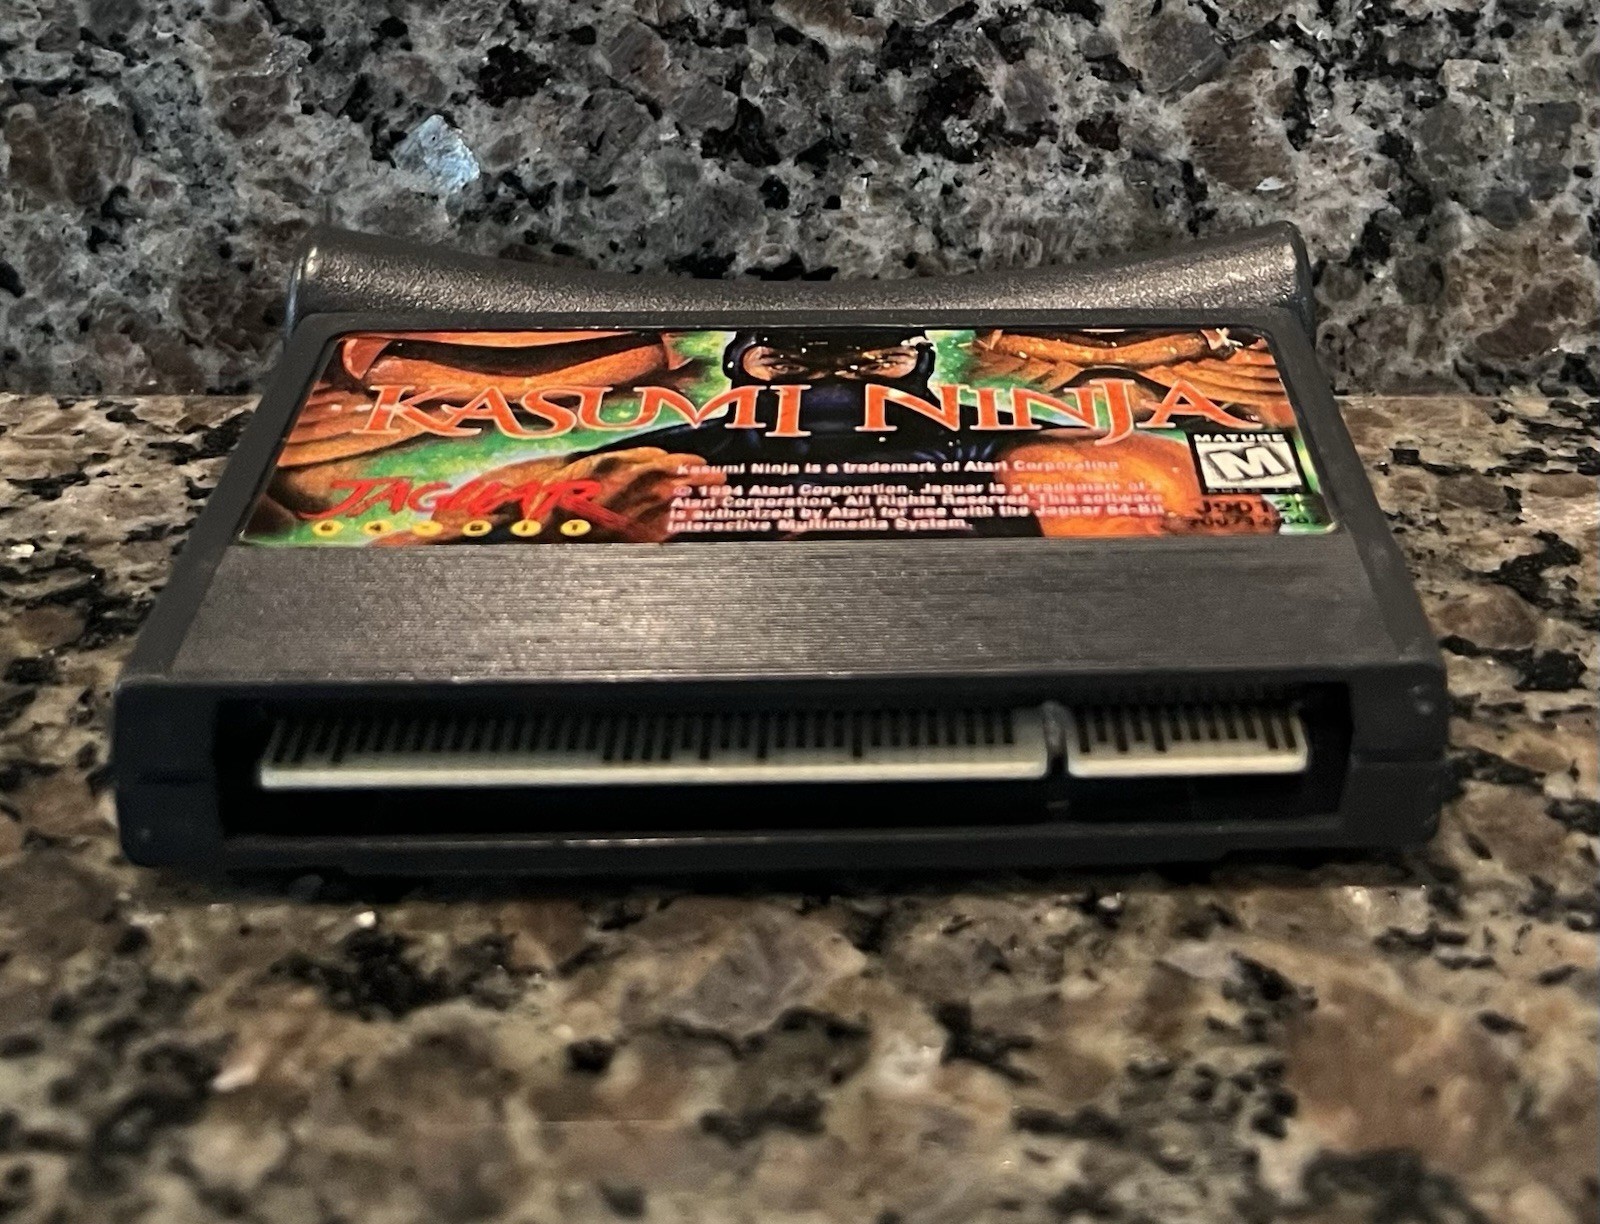 KASUMI NINJA
MATURE
M
Kasumi Ninja is a trademark of Atari Corporation
JAGUAR
64-BIT
© 1994 Atari Corporation. Jaguar is a trademark of
Atari Corporation. All Rights Reserved. This software
is authorized by Atari for use with the Jaguar 64-Bit
Interactive Multimedia System.
J9012